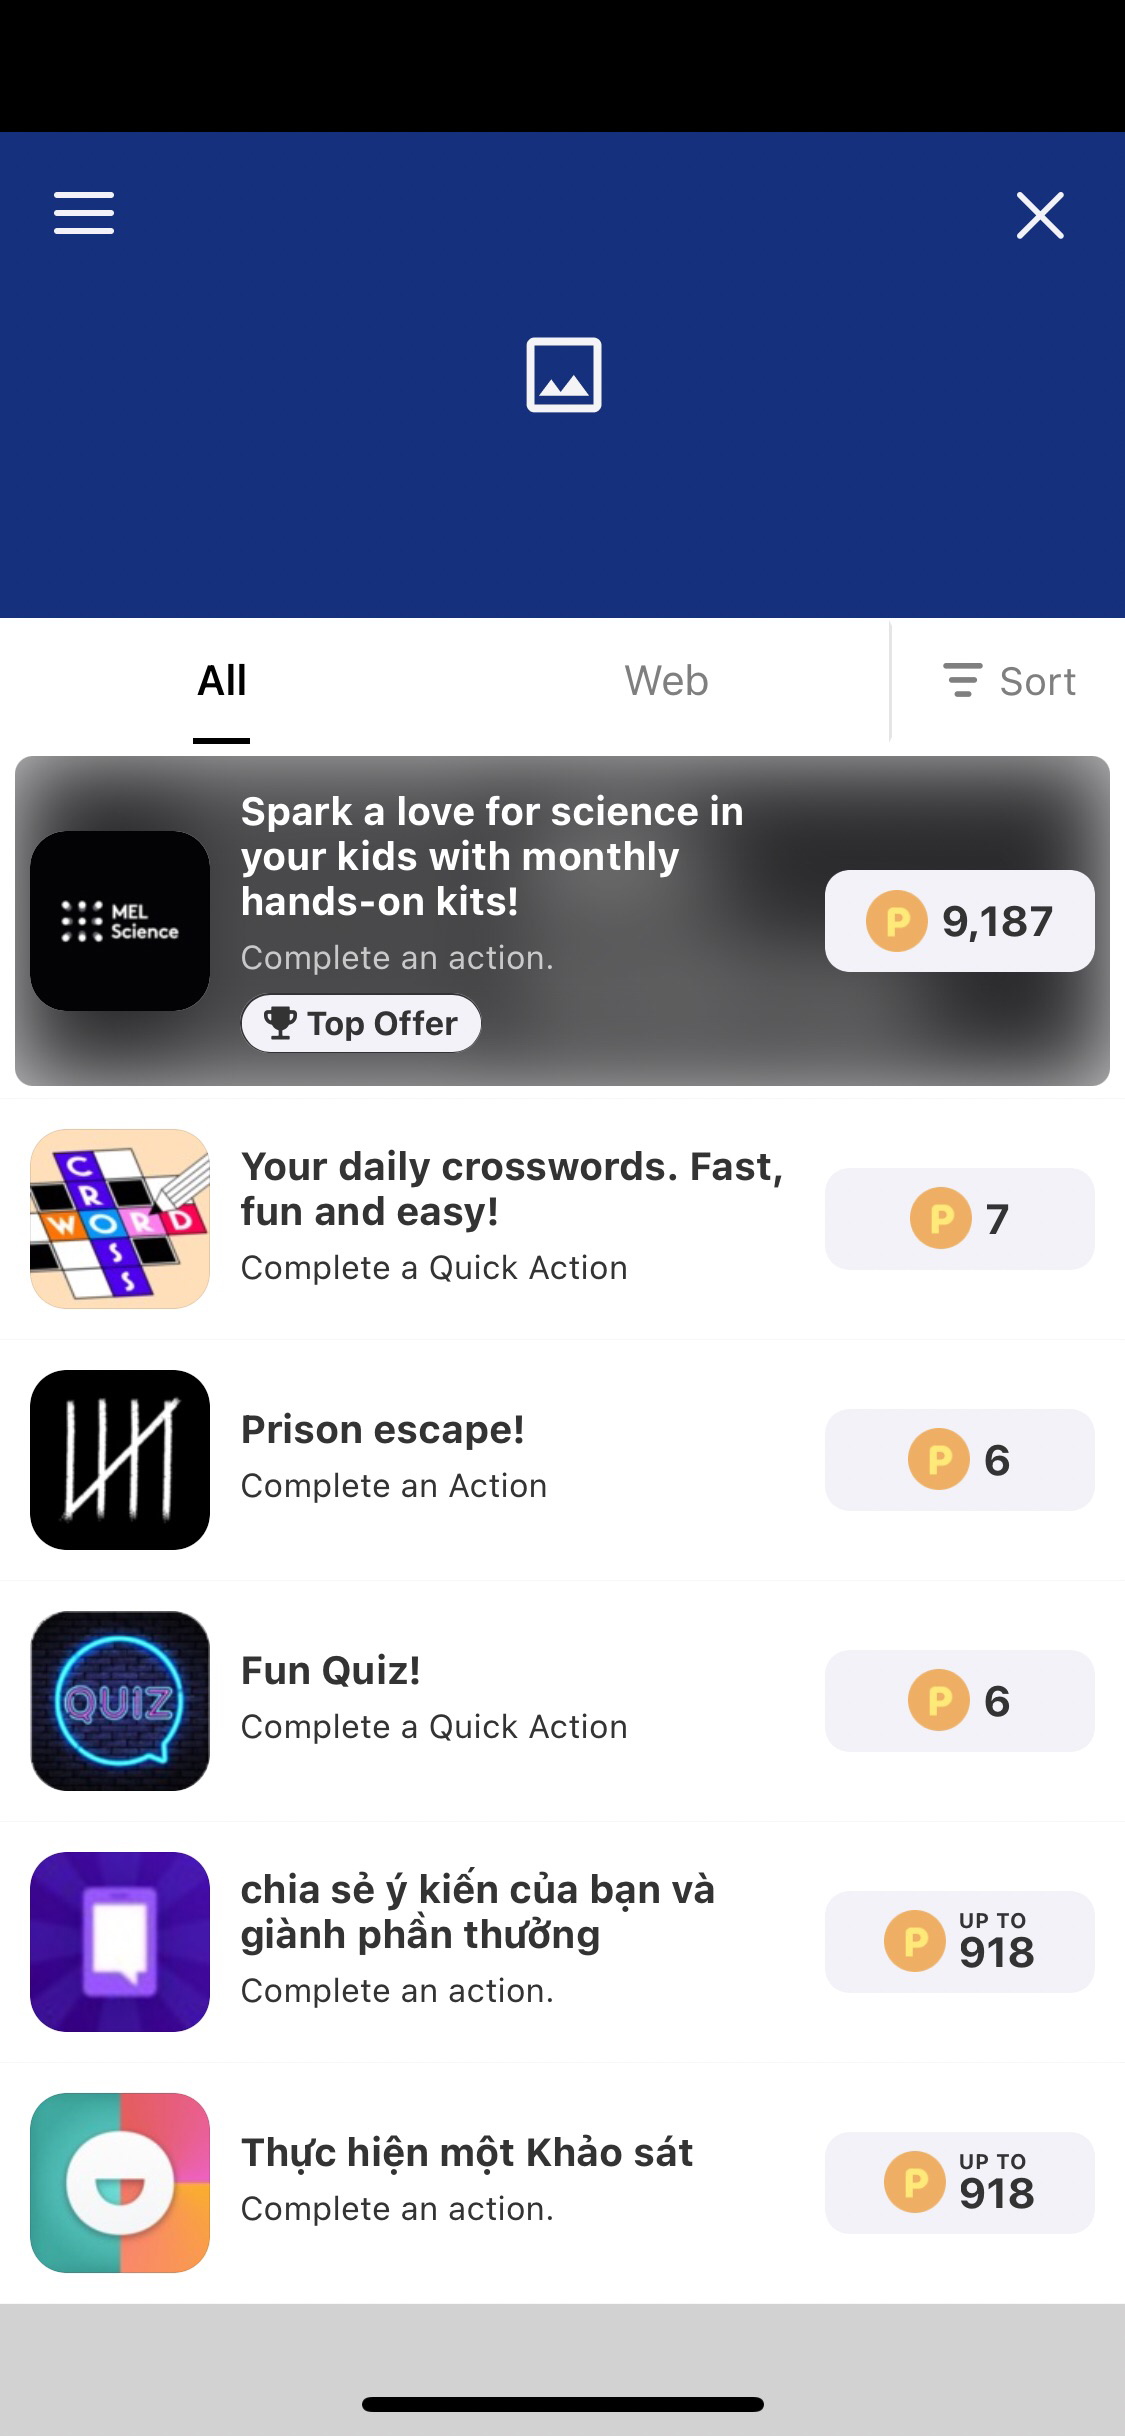 All
Web
Sort
Spark a love for science in
your kids with monthly
hands-on kits!
Complete an action.
Top Offer
MEL
Science
P 9,187
Your daily crosswords. Fast,
fun and easy!
Complete a Quick Action
CROSS
WORD
P 7
Prison escape!
Complete an Action
P 6
Fun Quiz!
Complete a Quick Action
QUIZ
P 6
chia sẻ ý kiến của bạn và
giành phần thưởng
Complete an action.
UP TO
P 918
Thực hiện một Khảo sát
Complete an action.
UP TO
P 918